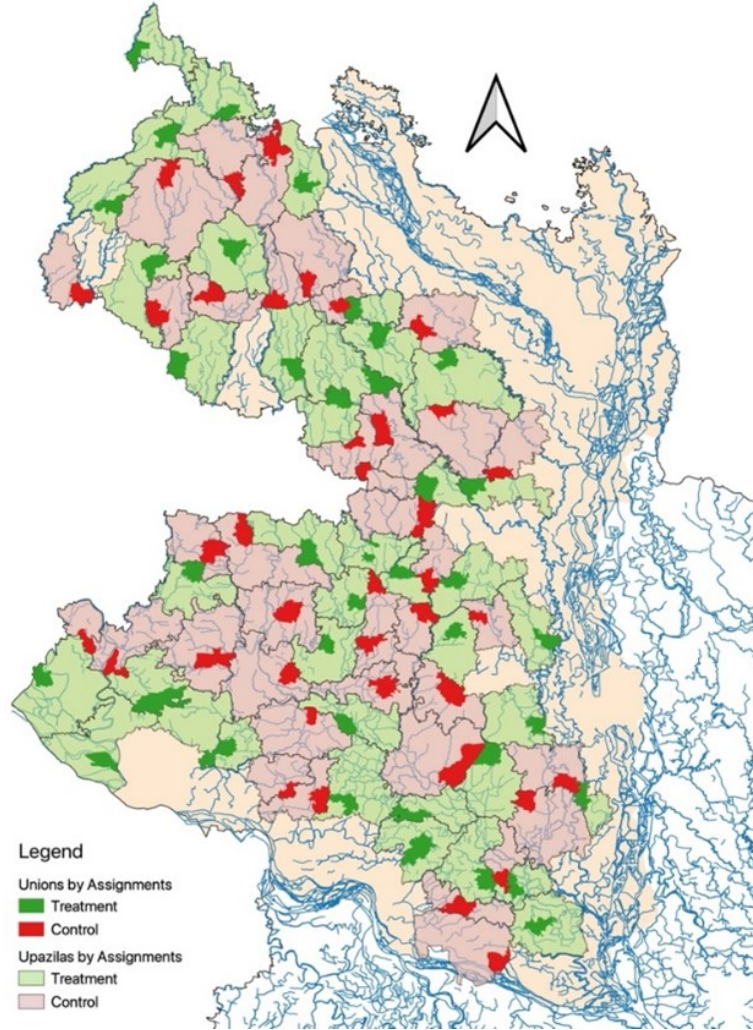 Legend
Unions by Assignments
Treatment
Control
Upazilas by Assignments
Treatment
Control